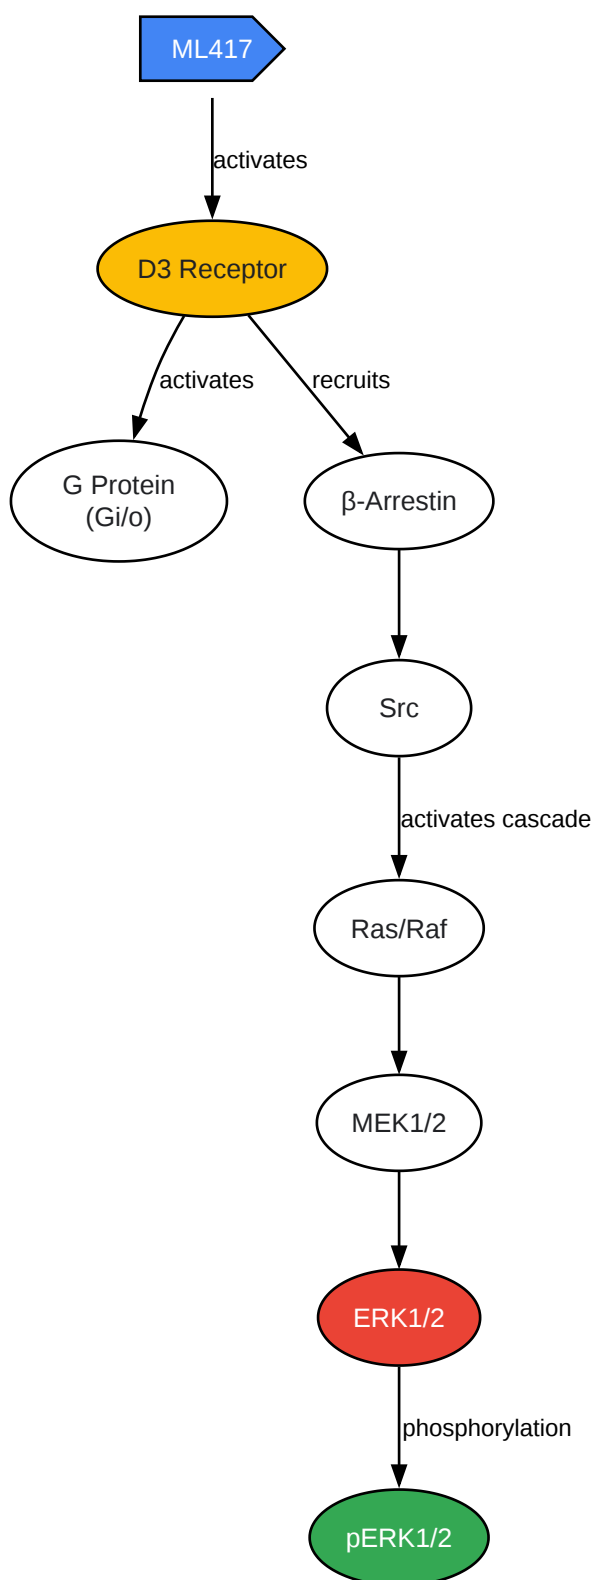 ML417
activates
D3 Receptor
activates
recruits
G Protein
(Gi/o)
β-Arrestin
Src
activates cascade
Ras/Raf
MEK1/2
ERK1/2
phosphorylation
pERK1/2